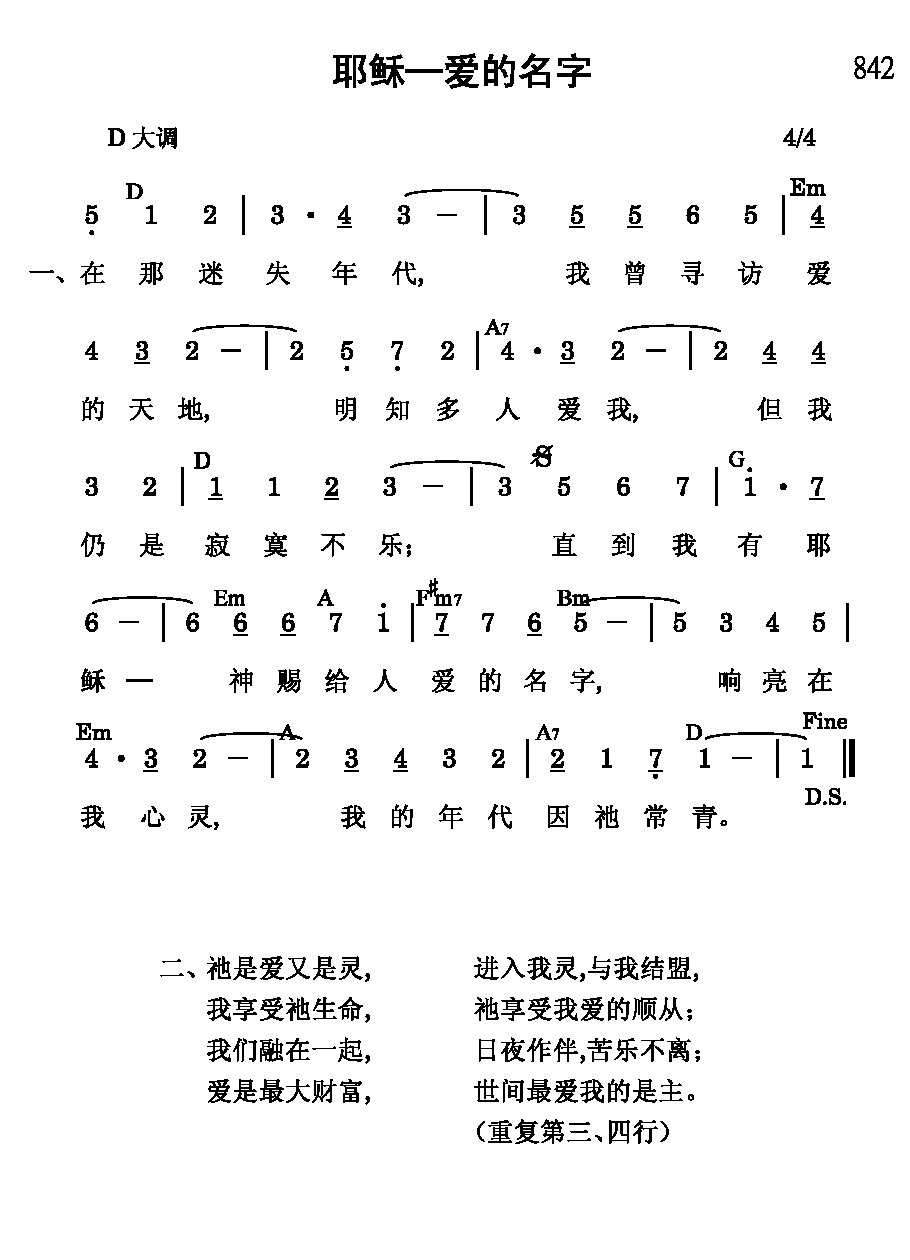 耶稣—爱的名字 842
D 大调 4/4
D Em
5 1 2 | 3 · 4 3 — | 3 5 5 6 5 | 4
一、在 那 迷 失 年 代, 我 曾 寻 访 爱
A7
4 3 2 — | 2 5 7 2 | 4 · 3 2 — | 2 4 4
的 天 地, 明 知 多 人 爱 我, 但 我
D G
3 2 | 1 1 2 3 — | 3 5 6 7 | 1 · 7
仍 是 寂 寞 不 乐; 直 到 我 有 耶
Em A F♯m7 Bm
6 — | 6 6 6 7 1 | 7 7 6 5 — | 5 3 4 5 |
稣 — 神 赐 给 人 爱 的 名 字, 响 亮 在
Em A A7 D Fine
4 · 3 2 — | 2 3 4 3 2 | 2 1 7 1 — | 1 ‖
D.S.
我 心 灵, 我 的 年 代 因 祂 常 青。
二、祂是爱又是灵, 进入我灵,与我结盟,
我享受祂生命, 祂享受我爱的顺从;
我们融在一起, 日夜作伴,苦乐不离;
爱是最大财富, 世间最爱我的是主。
(重复第三、四行)